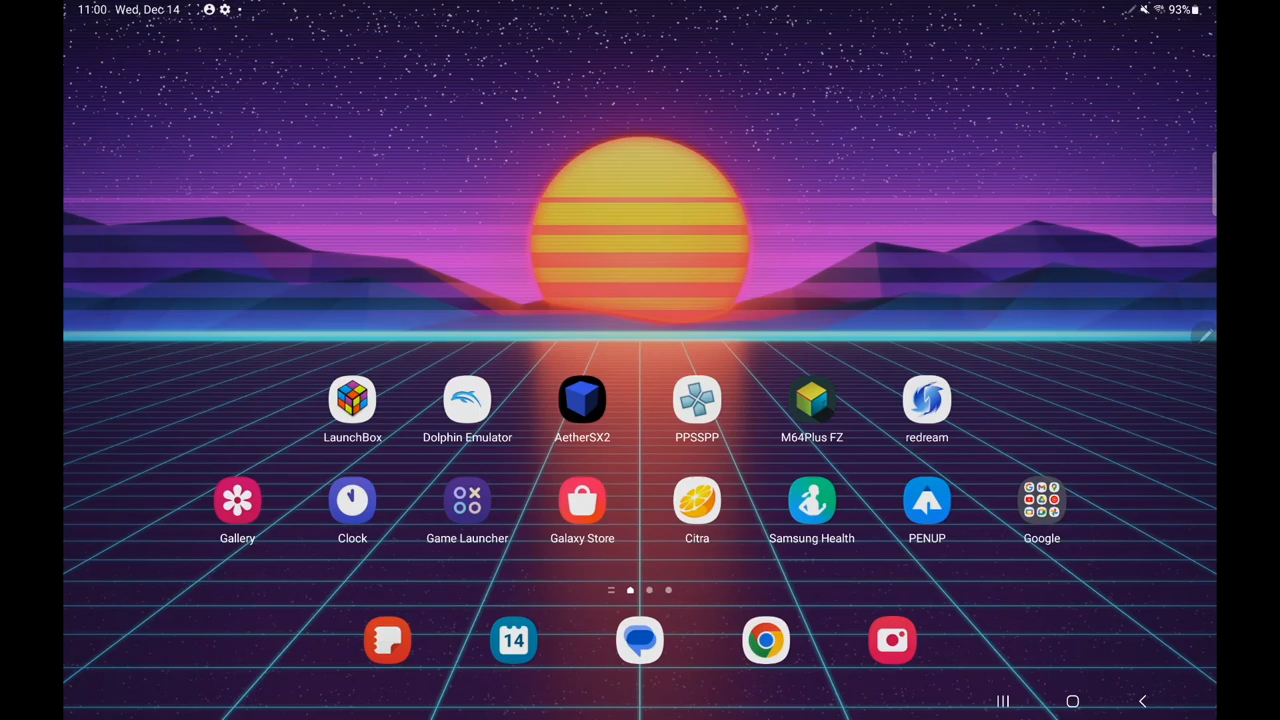 11:00 Wed, Dec 14
93%
LaunchBox
Dolphin Emulator
AetherSX2
PPSSPP
M64Plus FZ
redream
Gallery
Clock
Game Launcher
Galaxy Store
Citra
Samsung Health
PENUP
Google
14